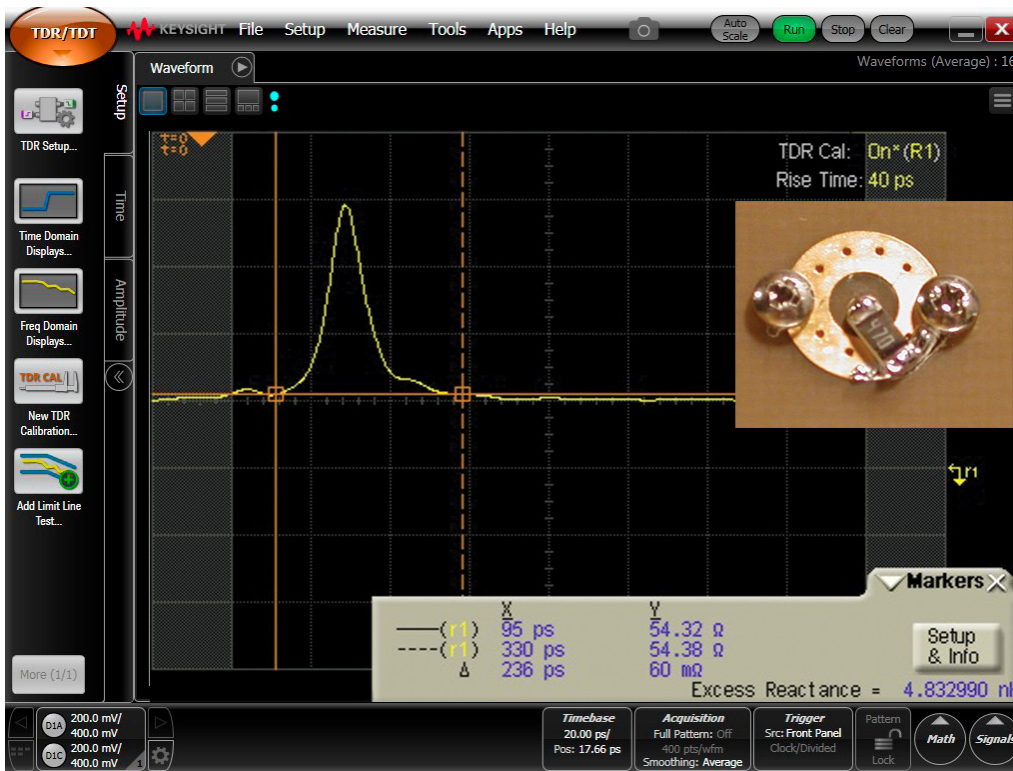 TDR/TDT
KEYSIGHT File Setup Measure Tools Apps Help
Auto Scale
Run
Stop
Clear
X
Waveform
Waveforms (Average) : 16
Setup
Time
Amplitude
TDR Setup...
Time Domain
Displays...
Freq Domain
Displays...
TDR CAL
New TDR
Calibration...
Add Limit Line
Test...
More (1/1)
t=0
t=0
TDR Cal: On*(R1)
Rise Time: 40 ps
470
r1
Markers X
X Y
——(r1) 95 ps 54.32 Ω
----(r1) 330 ps 54.38 Ω
Δ 236 ps 60 mΩ
Setup
& Info
Excess Reactance = 4.832990 n
D1A 200.0 mV/
400.0 mV
D1C 200.0 mV/
400.0 mV
1
Timebase
20.00 ps/
Pos: 17.66 ps
Acquisition
Full Pattern: Off
400 pts/wfm
Smoothing: Average
Trigger
Src: Front Panel
Clock/Divided
Pattern
Lock
Math
Signals